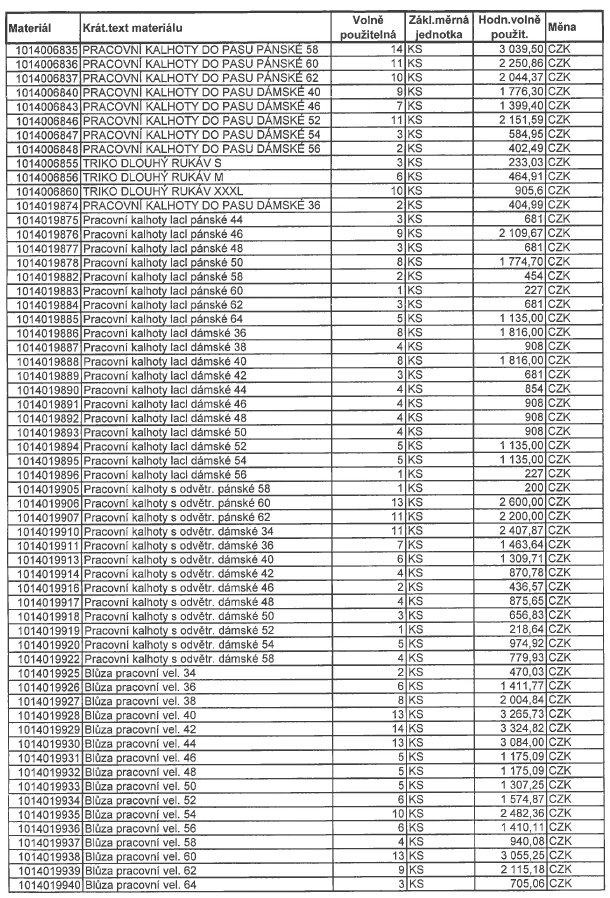 Materiál Krát.text materiálu Volně použitelná Zákl.měrná jednotka Hodn.volně použit. Měna
1014006835 PRACOVNÍ KALHOTY DO PASU PÁNSKÉ 58 14 KS 3 039,50 CZK
1014006836 PRACOVNÍ KALHOTY DO PASU PÁNSKÉ 60 11 KS 2 250,86 CZK
1014006837 PRACOVNÍ KALHOTY DO PASU PÁNSKÉ 62 10 KS 2 044,37 CZK
1014006840 PRACOVNÍ KALHOTY DO PASU DÁMSKÉ 40 9 KS 1 776,30 CZK
1014006843 PRACOVNÍ KALHOTY DO PASU DÁMSKÉ 46 7 KS 1 399,40 CZK
1014006846 PRACOVNÍ KALHOTY DO PASU DÁMSKÉ 52 11 KS 2 151,59 CZK
1014006847 PRACOVNÍ KALHOTY DO PASU DÁMSKÉ 54 3 KS 584,95 CZK
1014006848 PRACOVNÍ KALHOTY DO PASU DÁMSKÉ 56 2 KS 402,49 CZK
1014006855 TRIKO DLOUHÝ RUKÁV S 3 KS 233,03 CZK
1014006856 TRIKO DLOUHÝ RUKÁV M 6 KS 464,91 CZK
1014006860 TRIKO DLOUHÝ RUKÁV XXXL 10 KS 905,6 CZK
1014019874 PRACOVNÍ KALHOTY DO PASU DÁMSKÉ 36 2 KS 404,99 CZK
1014019875 Pracovní kalhoty lacl pánské 44 3 KS 681 CZK
1014019876 Pracovní kalhoty lacl pánské 46 9 KS 2 109,67 CZK
1014019877 Pracovní kalhoty lacl pánské 48 3 KS 681 CZK
1014019878 Pracovní kalhoty lacl pánské 50 8 KS 1 774,70 CZK
1014019882 Pracovní kalhoty lacl pánské 58 2 KS 454 CZK
1014019883 Pracovní kalhoty lacl pánské 60 1 KS 227 CZK
1014019884 Pracovní kalhoty lacl pánské 62 3 KS 681 CZK
1014019885 Pracovní kalhoty lacl pánské 64 5 KS 1 135,00 CZK
1014019886 Pracovní kalhoty lacl dámské 36 8 KS 1 816,00 CZK
1014019887 Pracovní kalhoty lacl dámské 38 4 KS 908 CZK
1014019888 Pracovní kalhoty lacl dámské 40 8 KS 1 816,00 CZK
1014019889 Pracovní kalhoty lacl dámské 42 3 KS 681 CZK
1014019890 Pracovní kalhoty lacl dámské 44 4 KS 854 CZK
1014019891 Pracovní kalhoty lacl dámské 46 4 KS 908 CZK
1014019892 Pracovní kalhoty lacl dámské 48 4 KS 908 CZK
1014019893 Pracovní kalhoty lacl dámské 50 4 KS 908 CZK
1014019894 Pracovní kalhoty lacl dámské 52 5 KS 1 135,00 CZK
1014019895 Pracovní kalhoty lacl dámské 54 5 KS 1 135,00 CZK
1014019896 Pracovní kalhoty lacl dámské 56 1 KS 227 CZK
1014019905 Pracovní kalhoty s odvětr. pánské 58 1 KS 200 CZK
1014019906 Pracovní kalhoty s odvětr. pánské 60 13 KS 2 600,00 CZK
1014019907 Pracovní kalhoty s odvětr. pánské 62 11 KS 2 200,00 CZK
1014019910 Pracovní kalhoty s odvětr. dámské 34 11 KS 2 407,87 CZK
1014019911 Pracovní kalhoty s odvětr. dámské 36 7 KS 1 463,64 CZK
1014019913 Pracovní kalhoty s odvětr. dámské 40 6 KS 1 309,71 CZK
1014019914 Pracovní kalhoty s odvětr. dámské 42 4 KS 870,78 CZK
1014019916 Pracovní kalhoty s odvětr. dámské 46 2 KS 436,57 CZK
1014019917 Pracovní kalhoty s odvětr. dámské 48 4 KS 875,65 CZK
1014019918 Pracovní kalhoty s odvětr. dámské 50 3 KS 656,83 CZK
1014019919 Pracovní kalhoty s odvětr. dámské 52 1 KS 218,64 CZK
1014019920 Pracovní kalhoty s odvětr. dámské 54 5 KS 974,92 CZK
1014019922 Pracovní kalhoty s odvětr. dámské 58 4 KS 779,93 CZK
1014019925 Blůza pracovní vel. 34 2 KS 470,03 CZK
1014019926 Blůza pracovní vel. 36 6 KS 1 411,77 CZK
1014019927 Blůza pracovní vel. 38 8 KS 2 004,84 CZK
1014019928 Blůza pracovní vel. 40 13 KS 3 265,73 CZK
1014019929 Blůza pracovní vel. 42 14 KS 3 324,82 CZK
1014019930 Blůza pracovní vel. 44 13 KS 3 084,00 CZK
1014019931 Blůza pracovní vel. 46 5 KS 1 175,09 CZK
1014019932 Blůza pracovní vel. 48 5 KS 1 175,09 CZK
1014019933 Blůza pracovní vel. 50 5 KS 1 307,25 CZK
1014019934 Blůza pracovní vel. 52 6 KS 1 574,87 CZK
1014019935 Blůza pracovní vel. 54 10 KS 2 482,36 CZK
1014019936 Blůza pracovní vel. 56 6 KS 1 410,11 CZK
1014019937 Blůza pracovní vel. 58 4 KS 940,08 CZK
1014019938 Blůza pracovní vel. 60 13 KS 3 055,25 CZK
1014019939 Blůza pracovní vel. 62 9 KS 2 115,18 CZK
1014019940 Blůza pracovní vel. 64 3 KS 705,06 CZK